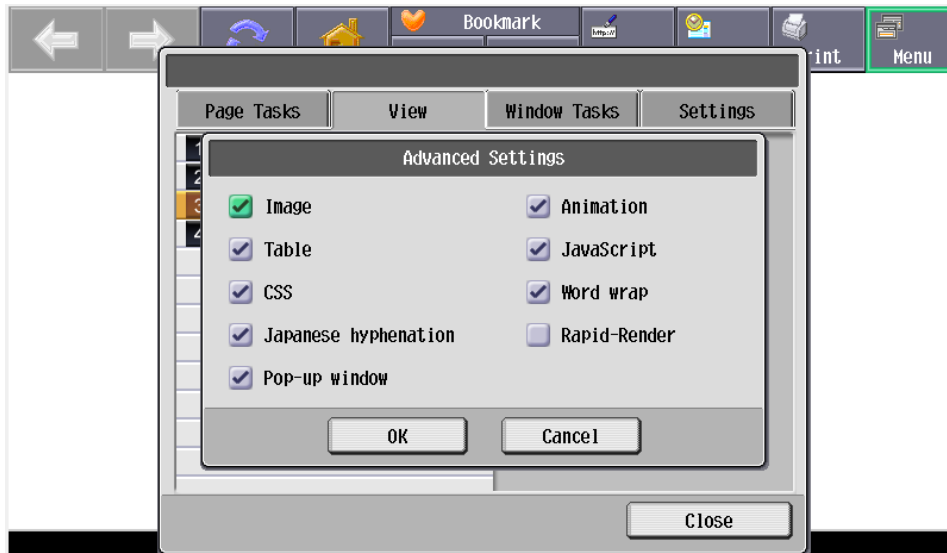 Bookmark
Menu
Page Tasks View Window Tasks Settings
Advanced Settings
Image Animation
Table JavaScript
CSS Word wrap
Japanese hyphenation Rapid-Render
Pop-up window
OK Cancel
Close